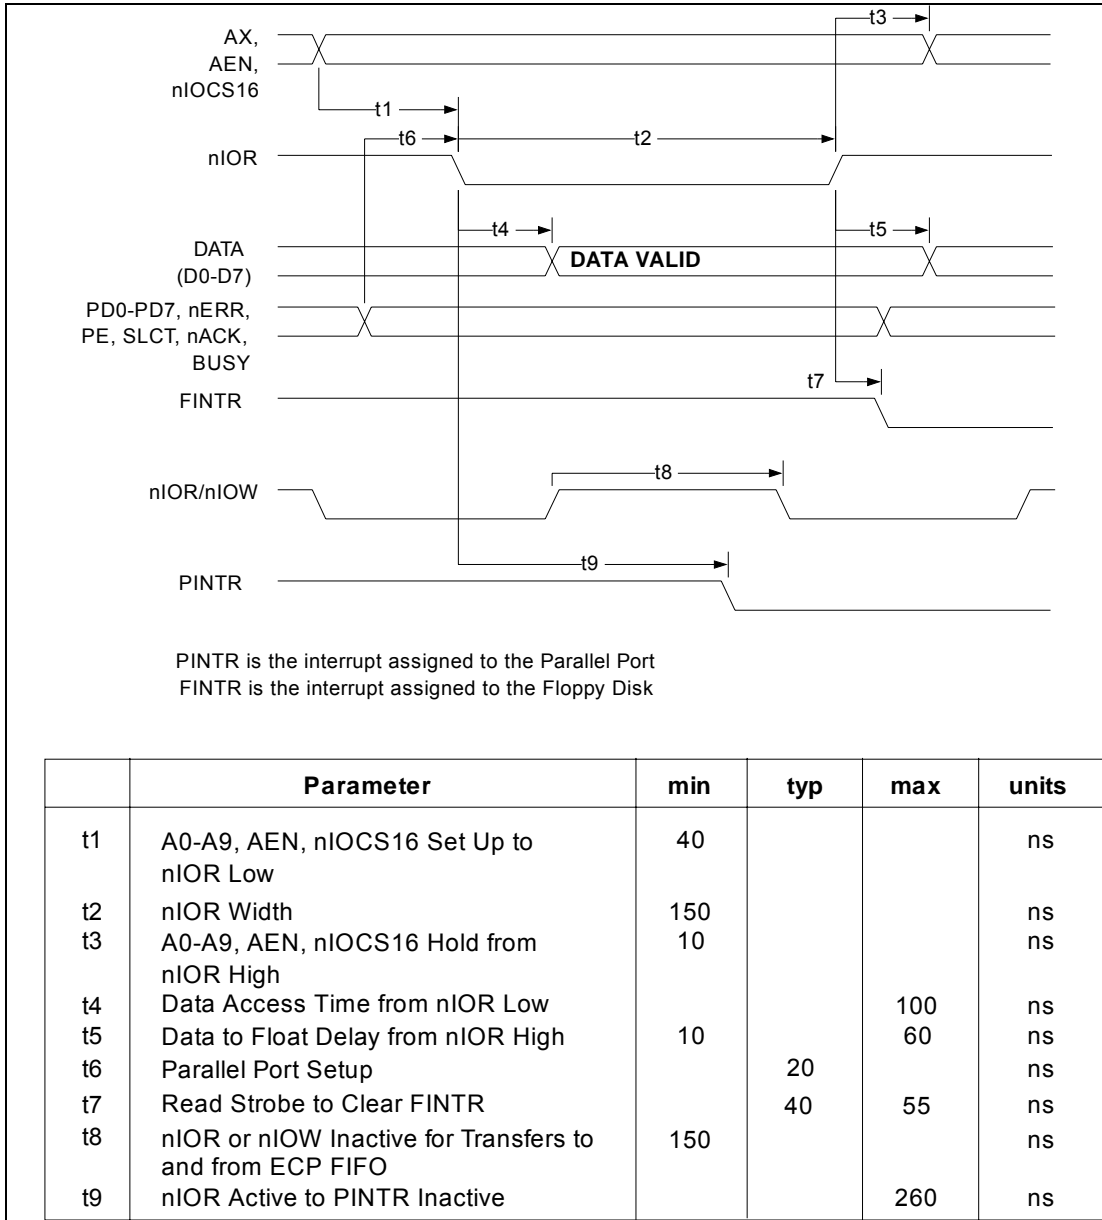 t3
AX,
AEN,
nIOCS16
t1
t6
t2
nIOR
t4
t5
DATA
(D0-D7)
DATA VALID
PD0-PD7, nERR,
PE, SLCT, nACK,
BUSY
t7
FINTR
t8
nIOR/nIOW
t9
PINTR
PINTR is the interrupt assigned to the Parallel Port
FINTR is the interrupt assigned to the Floppy Disk
Parameter min typ max units
t1 A0-A9, AEN, nIOCS16 Set Up to 40 ns
nIOR Low
t2 nIOR Width 150 ns
t3 A0-A9, AEN, nIOCS16 Hold from 10 ns
nIOR High
t4 Data Access Time from nIOR Low 100 ns
t5 Data to Float Delay from nIOR High 10 60 ns
t6 Parallel Port Setup 20 ns
t7 Read Strobe to Clear FINTR 40 55 ns
t8 nIOR or nIOW Inactive for Transfers to 150 ns
and from ECP FIFO
t9 nIOR Active to PINTR Inactive 260 ns